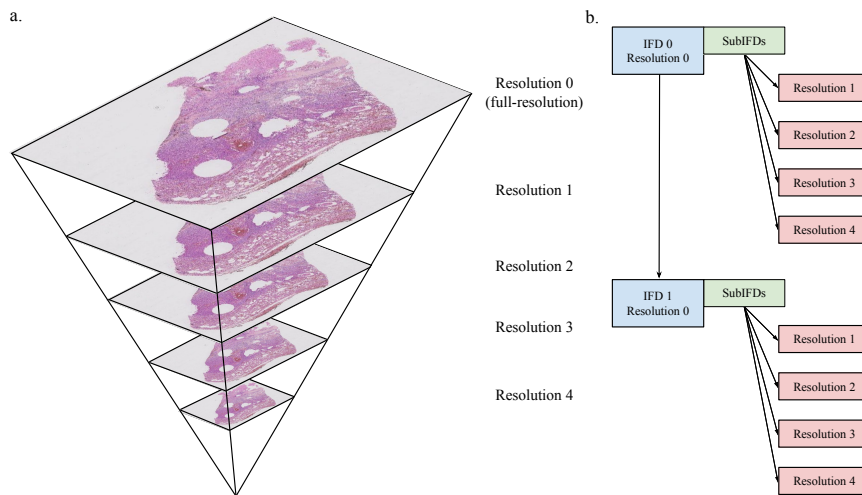 a.
Resolution 0
(full-resolution)
Resolution 1
Resolution 2
Resolution 3
Resolution 4
b.
IFD 0
Resolution 0
SubIFDs
Resolution 1
Resolution 2
Resolution 3
Resolution 4
IFD 1
Resolution 0
SubIFDs
Resolution 1
Resolution 2
Resolution 3
Resolution 4